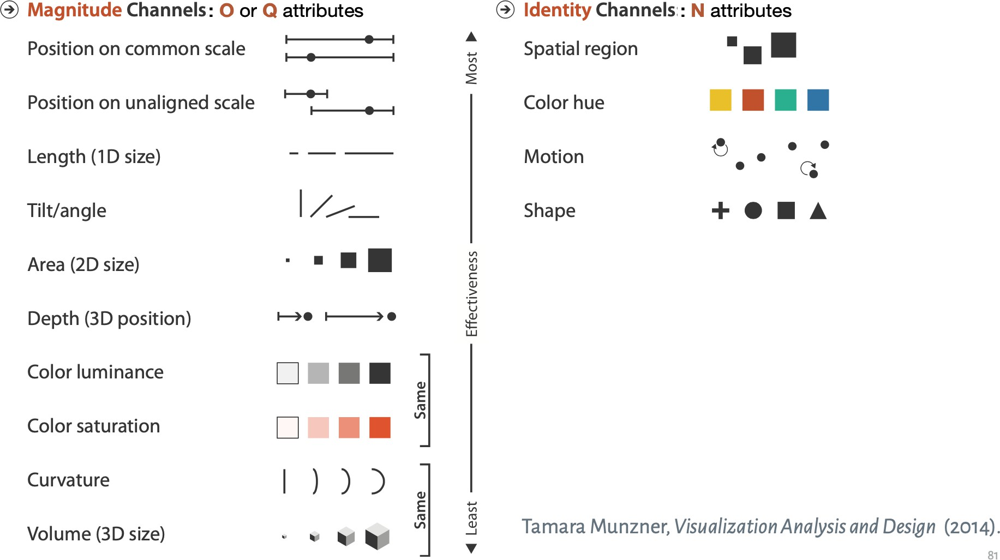 Magnitude Channels: O or Q attributes
Position on common scale
Position on unaligned scale
Length (1D size)
Tilt/angle
Area (2D size)
Depth (3D position)
Color luminance
Color saturation
Curvature
Volume (3D size)
Same
Same
Most
Effectiveness
Least
Identity Channels: : N attributes
Spatial region
Color hue
Motion
Shape
Tamara Munzner, Visualization Analysis and Design (2014).
81